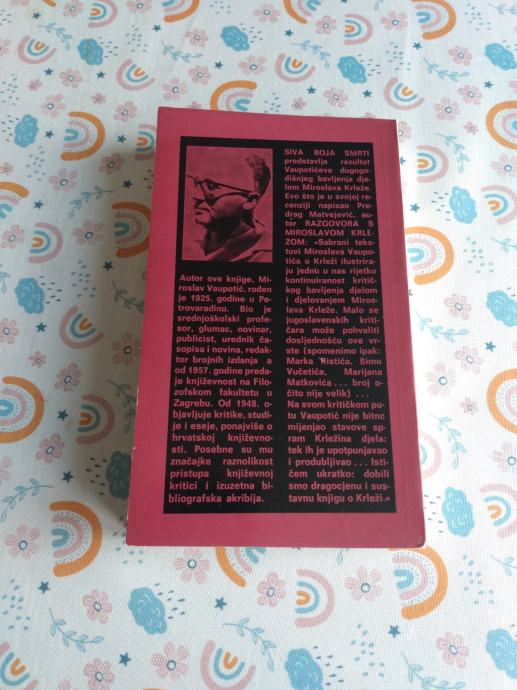 Autor ove knjige, Mi-
roslav Vaupotić, rođen
je 1925. godine u Pe-
trovaradinu. Bio je
srednjoškolski profe-
sor, glumac, novinar,
publicist, urednik ča-
sopisa i novina, redak-
tor brojnih izdanja a
od 1957. godine preda-
je književnost na Filo-
zofskom fakultetu u
Zagrebu. Od 1948. o-
bjavljuje kritike, studi-
je i eseje, ponajviše o
hrvatskoj književno-
sti. Posebne su mu
značajke raznolikost
pristupa književnoj
kritici i izuzetna bi-
bliografska akribija.
SIVA BOJA SMRTI
predstavlja rezultat
Vaupotićeva dugogo-
dišnjeg bavljenja dje-
lom Miroslava Krleže.
Evo što je u svojoj re-
cenziji napisao Pre-
drag Matvejević, au-
tor RAZGOVORA S
MIROSLAVOM KRLE-
ŽOM: »Sabrani tek-
stovi Miroslava Vaupo-
tića o Krleži ilustrira-
ju jednu u nas rijetku
kontinuiranost kritič-
kog bavljenja djelom
i djelovanjem Miros-
lava Krleže. Malo se
jugoslavenskih kriti-
čara može pohvaliti
dosljednošću ove vr-
ste (spomenimo ipak:
Marka Ristića, Šimu
Vučetića, Marijana
Matkovića . . . broj o-
čito nije velik) . . .
Na svom kritičkom pu-
tu Vaupotić nije bitno
mijenjao stavove sp-
ram Krležina djela:
tek ih je upotpunjavao
i produbljivao . . . Isti-
čem ukratko: dobili
smo dragocjenu i sus-
tavnu knjigu o Krleži.«